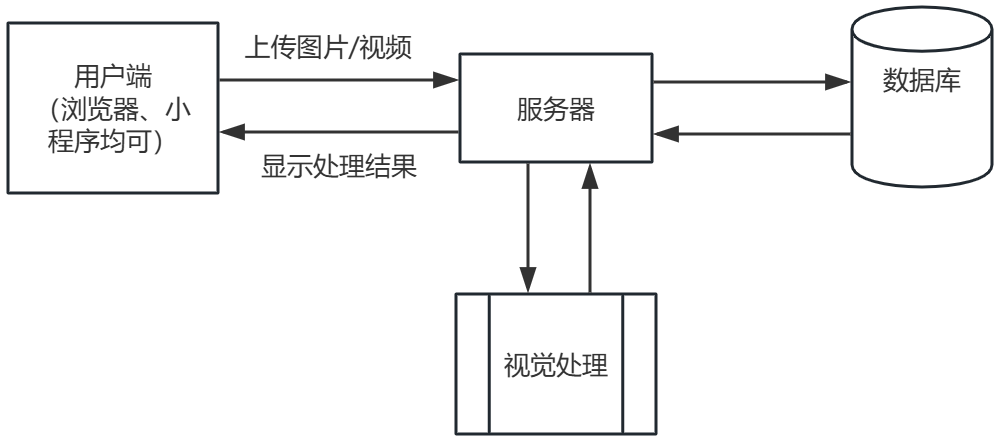 用户端
（浏览器、小
程序均可）
上传图片/视频
显示处理结果
服务器
数据库
视觉处理